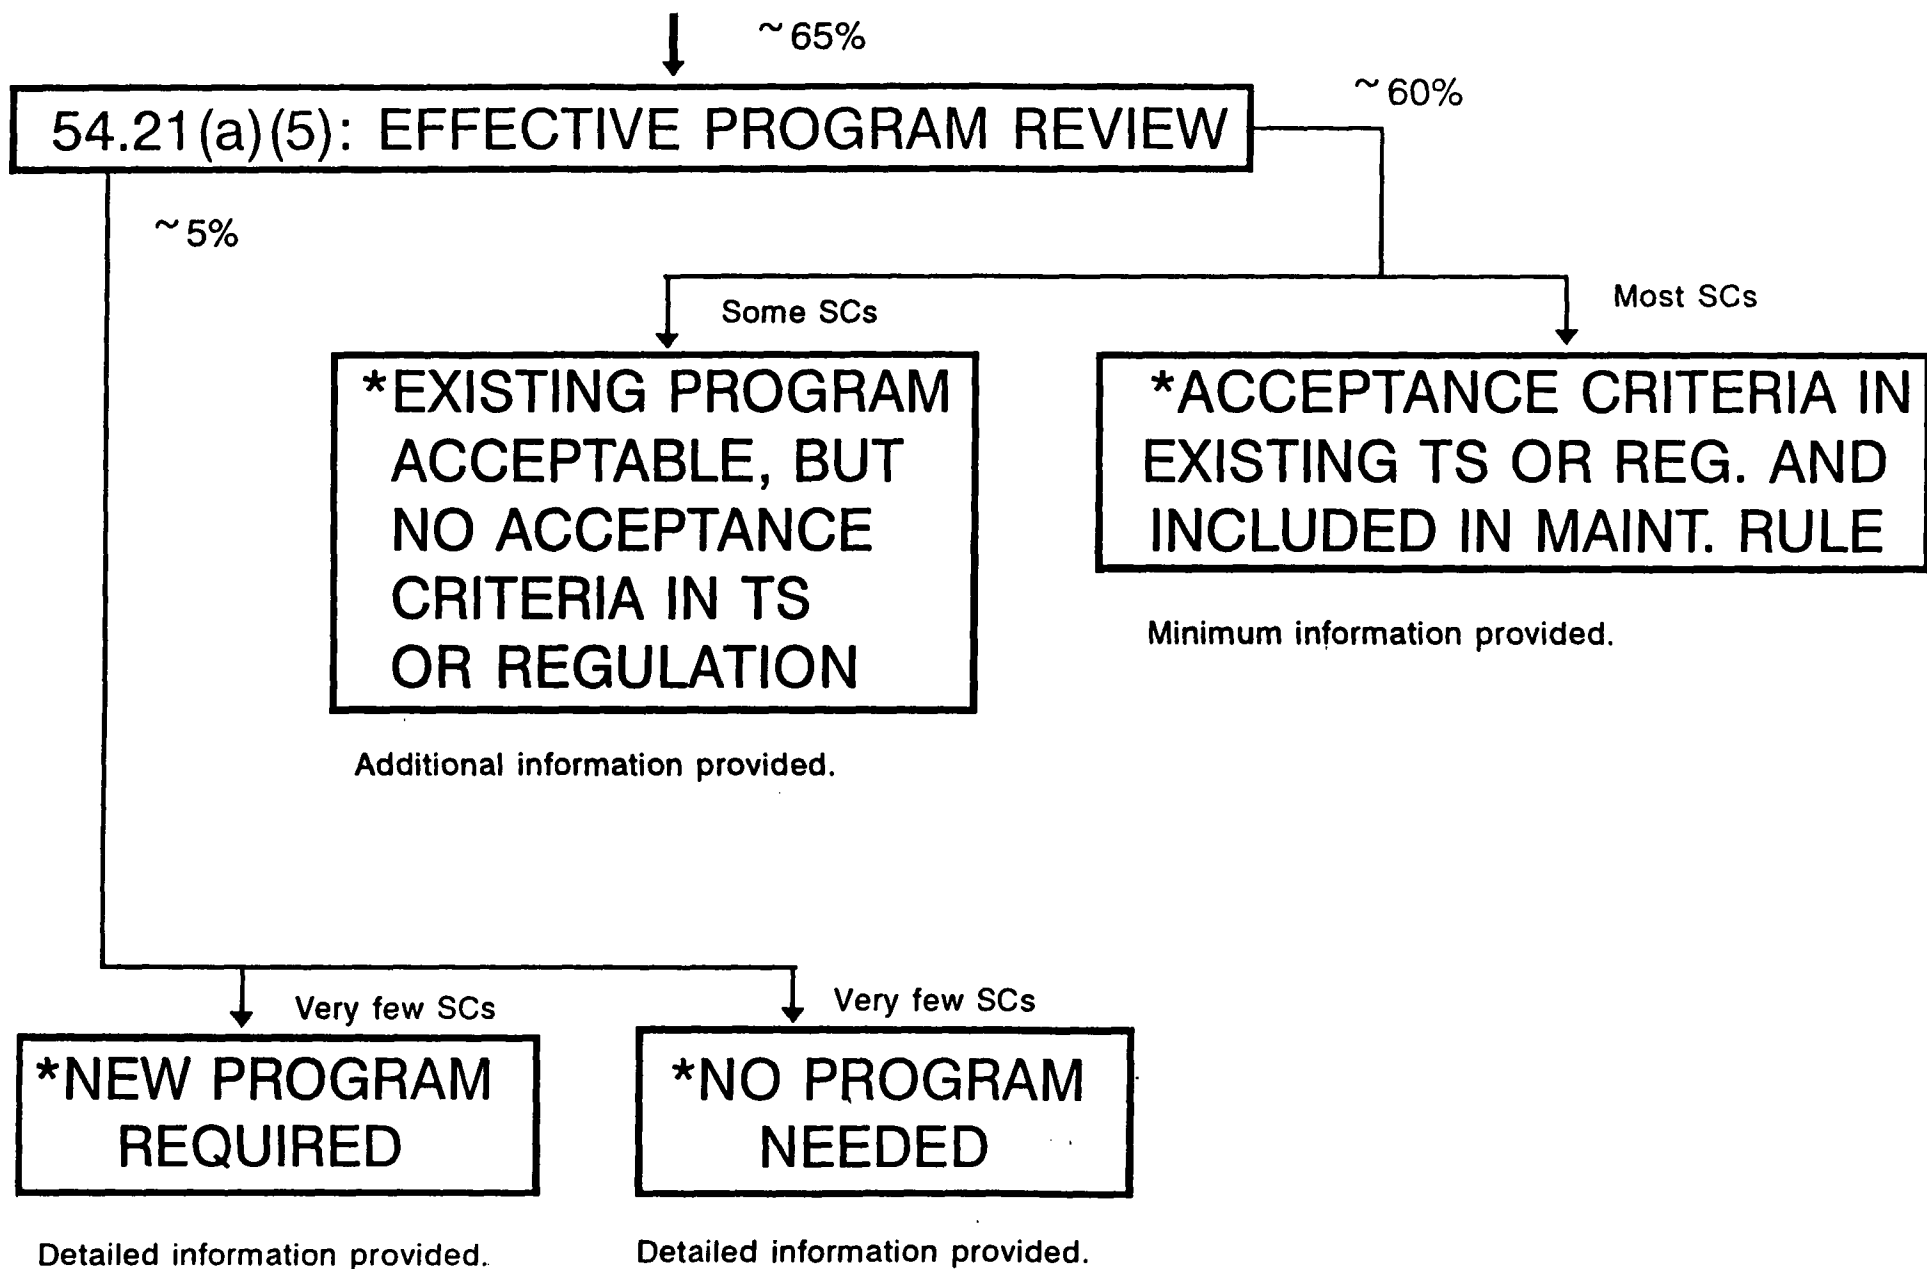 ~65%
54.21(a)(5): EFFECTIVE PROGRAM REVIEW
~60%
~5%
Some SCs
Most SCs
*EXISTING PROGRAM
ACCEPTABLE, BUT
NO ACCEPTANCE
CRITERIA IN TS
OR REGULATION
*ACCEPTANCE CRITERIA IN
EXISTING TS OR REG. AND
INCLUDED IN MAINT. RULE
Minimum information provided.
Additional information provided.
Very few SCs
Very few SCs
*NEW PROGRAM
REQUIRED
*NO PROGRAM
NEEDED
Detailed information provided.
Detailed information provided.